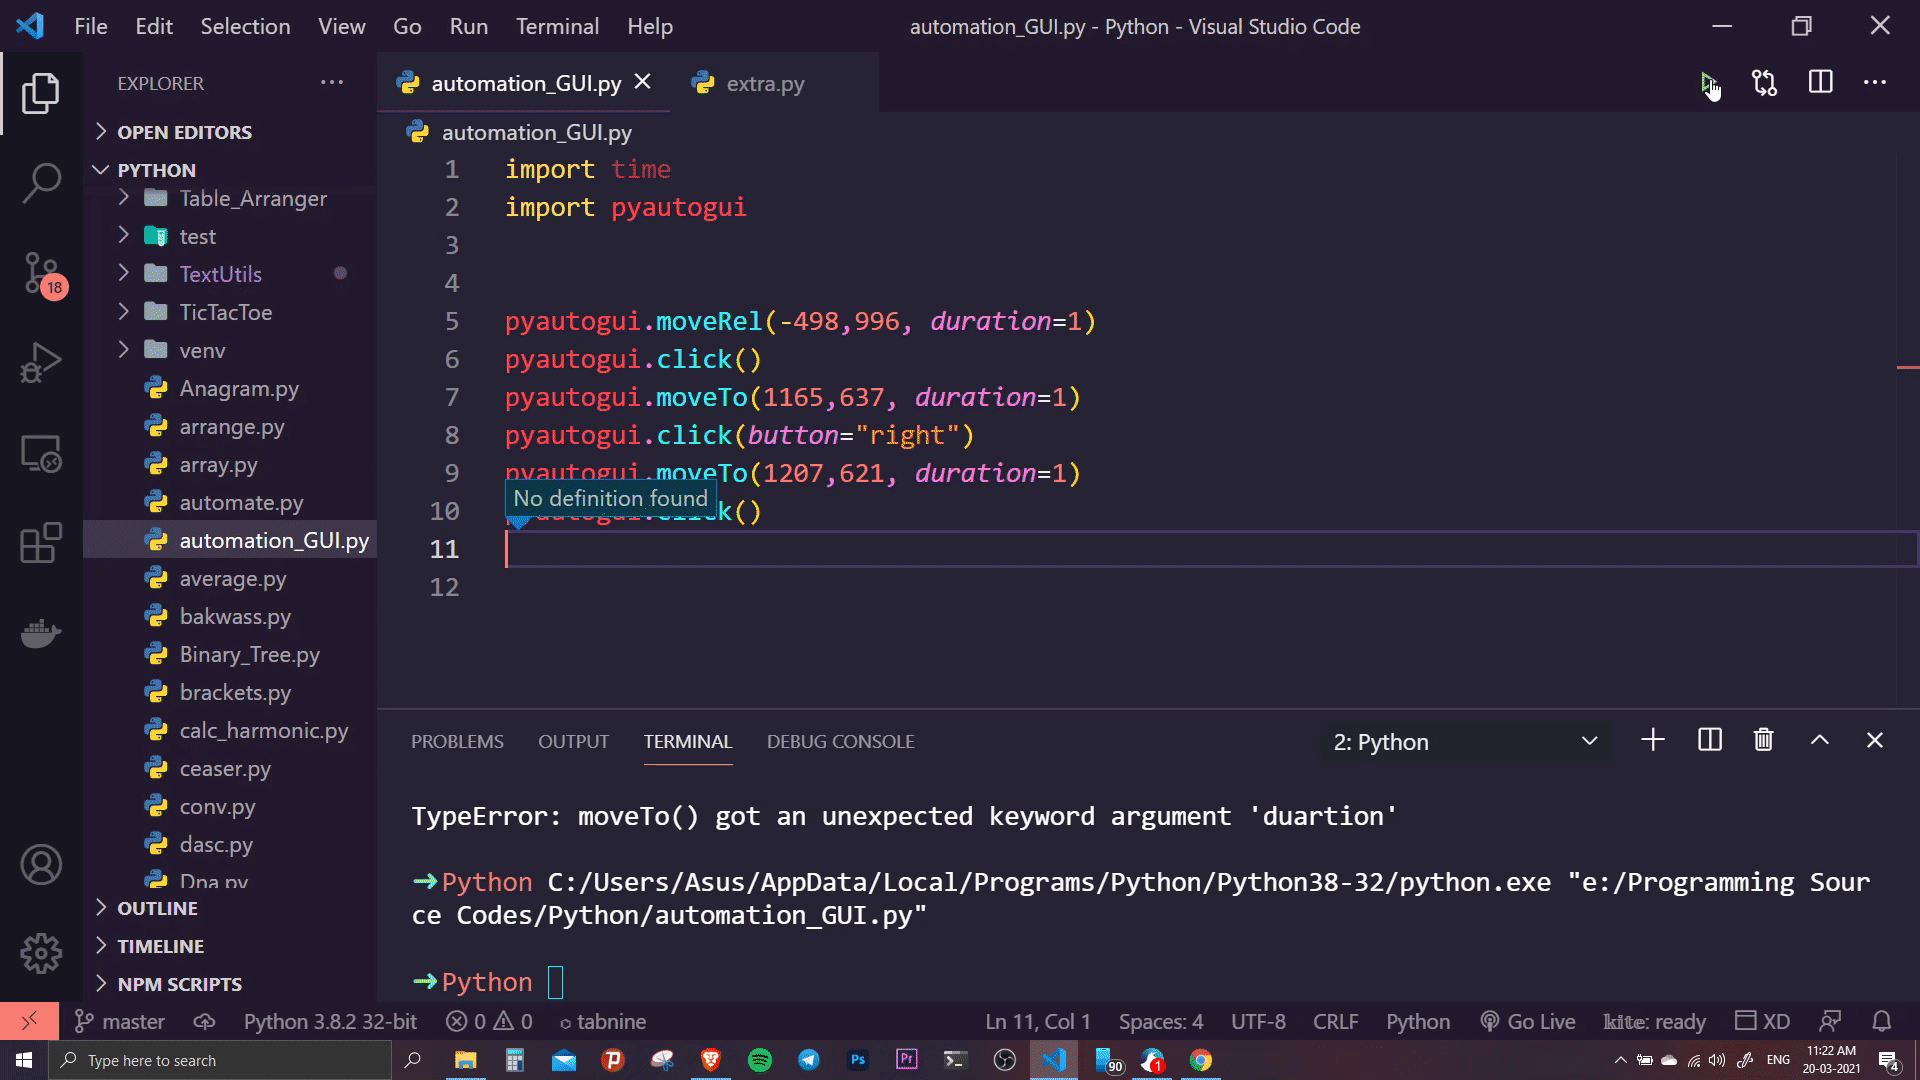 File Edit Selection View Go Run Terminal Help
automation_GUI.py - Python - Visual Studio Code
EXPLORER
automation_GUI.py
extra.py
OPEN EDITORS
PYTHON
Table_Arranger
test
TextUtils
TicTacToe
venv
Anagram.py
arrange.py
array.py
automate.py
automation_GUI.py
average.py
bakwass.py
Binary_Tree.py
brackets.py
calc_harmonic.py
ceaser.py
conv.py
dasc.py
Dna.py
OUTLINE
TIMELINE
NPM SCRIPTS
18
automation_GUI.py
1 import time
2 import pyautogui
3
4
5 pyautogui.moveRel(-498,996, duration=1)
6 pyautogui.click()
7 pyautogui.moveTo(1165,637, duration=1)
8 pyautogui.click(button="right")
9 pyautogui.moveTo(1207,621, duration=1)
No definition found
10 pyautogui.click()
11
12
PROBLEMS OUTPUT TERMINAL DEBUG CONSOLE
2: Python
TypeError: moveTo() got an unexpected keyword argument 'duartion'
→Python C:/Users/Asus/AppData/Local/Programs/Python/Python38-32/python.exe "e:/Programming Sour
ce Codes/Python/automation_GUI.py"
→Python
master Python 3.8.2 32-bit 0 0 tabnine Ln 11, Col 1 Spaces: 4 UTF-8 CRLF Python Go Live kite: ready XD
Type here to search
Ps
Pr
90
1
ENG
11:22 AM
20-03-2021
4